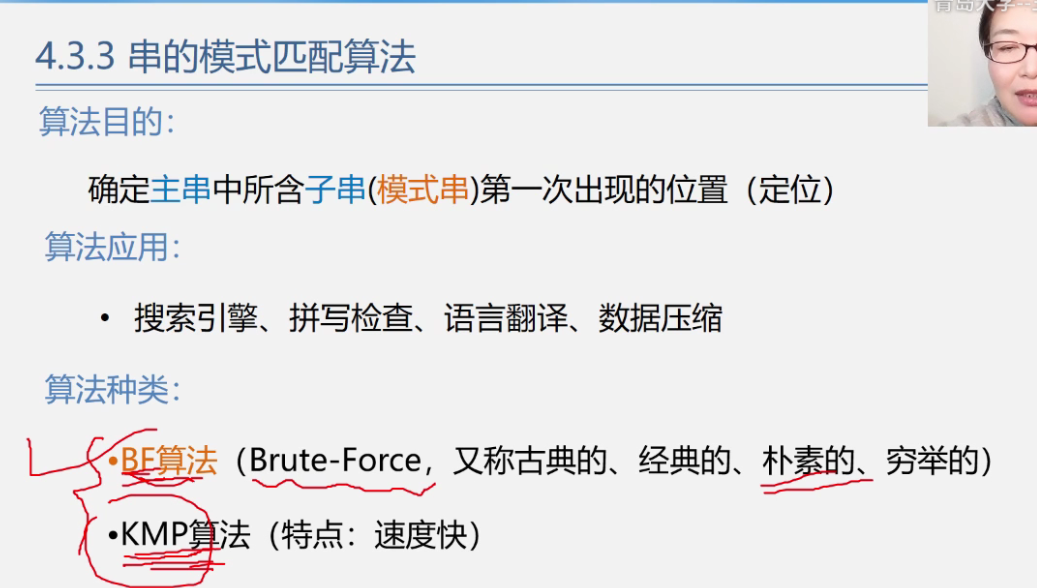 青岛大学
4.3.3 串的模式匹配算法
算法目的：
确定主串中所含子串(模式串)第一次出现的位置（定位）
算法应用：
• 搜索引擎、拼写检查、语言翻译、数据压缩
算法种类：
•BF算法（Brute-Force，又称古典的、经典的、朴素的、穷举的）
•KMP算法（特点：速度快）